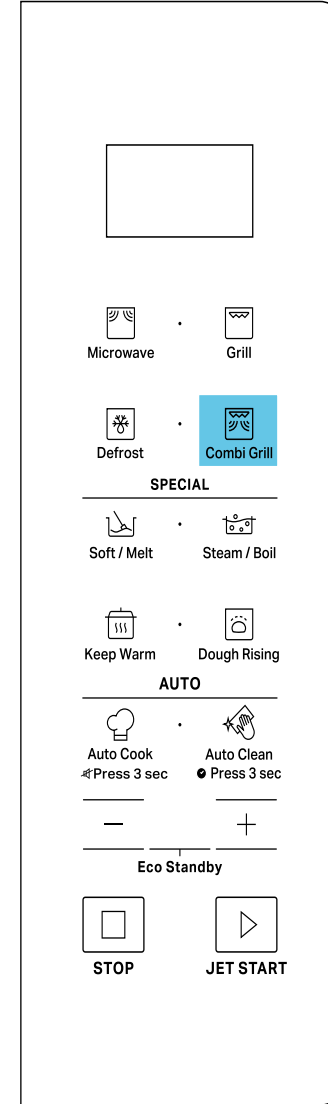 Microwave
Grill
Defrost
Combi Grill
SPECIAL
Soft / Melt
Steam / Boil
Keep Warm
Dough Rising
AUTO
Auto Cook
Press 3 sec
Auto Clean
Press 3 sec
Eco Standby
STOP
JET START